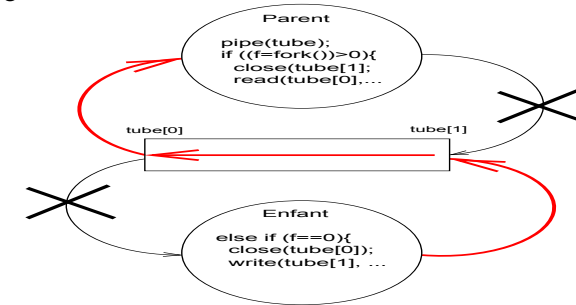 Parent
pipe(tube);
if ((f=fork())>0){
close(tube[1];
read(tube[0],...
tube[0]
tube[1]
Enfant
else if (f==0){
close(tube[0]);
write(tube[1], ...